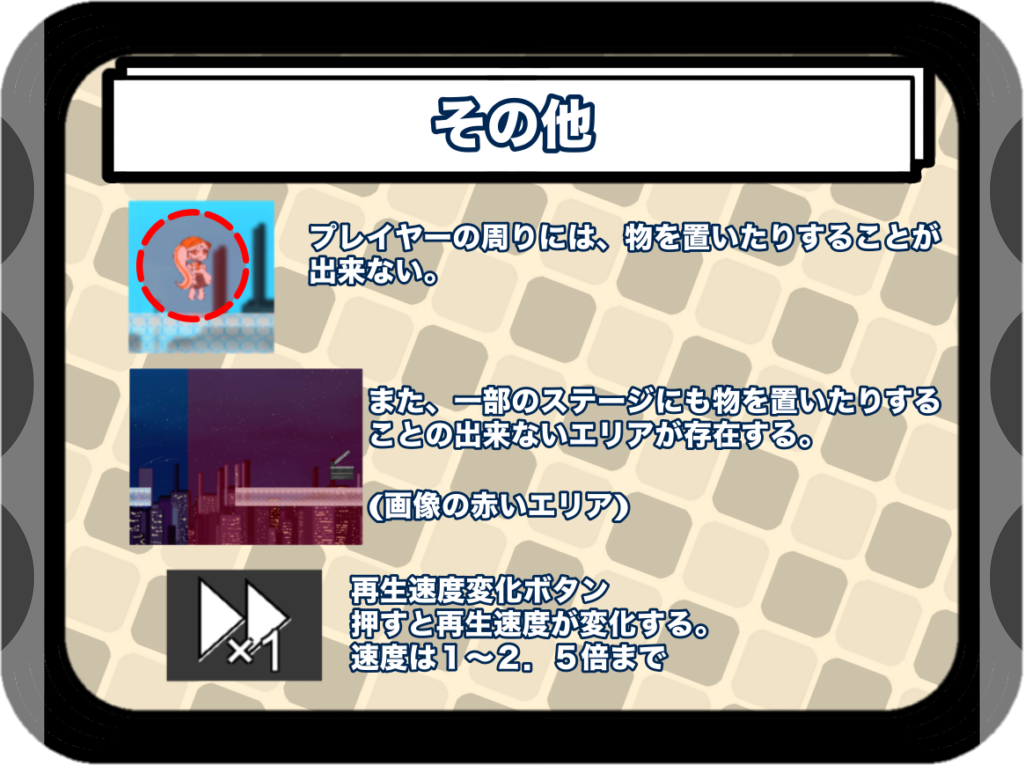 その他
プレイヤーの周りには、物を置いたりすることが
出来ない。
また、一部のステージにも物を置いたりする
ことの出来ないエリアが存在する。
(画像の赤いエリア)
×1
再生速度変化ボタン
押すと再生速度が変化する。
速度は１～２．５倍まで